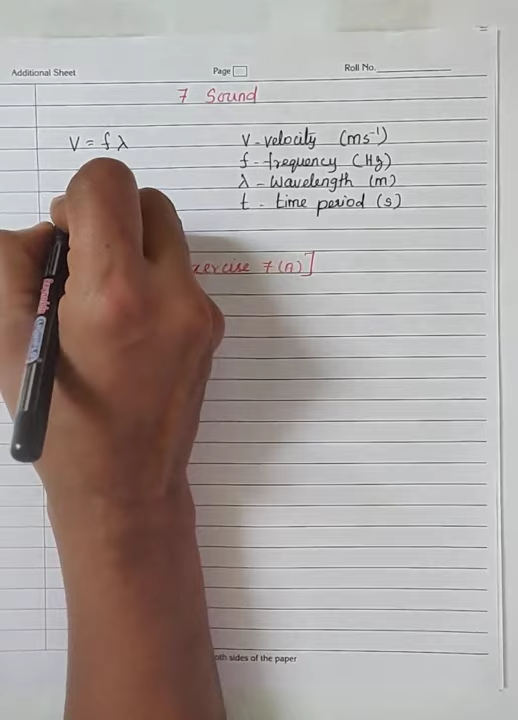 Additional Sheet Page Roll No.
7 Sound
V = fλ V - velocity (ms⁻¹)
f - frequency (Hz)
λ - Wavelength (m)
t - time period (s)
xercise 7(A)]
oth sides of the paper